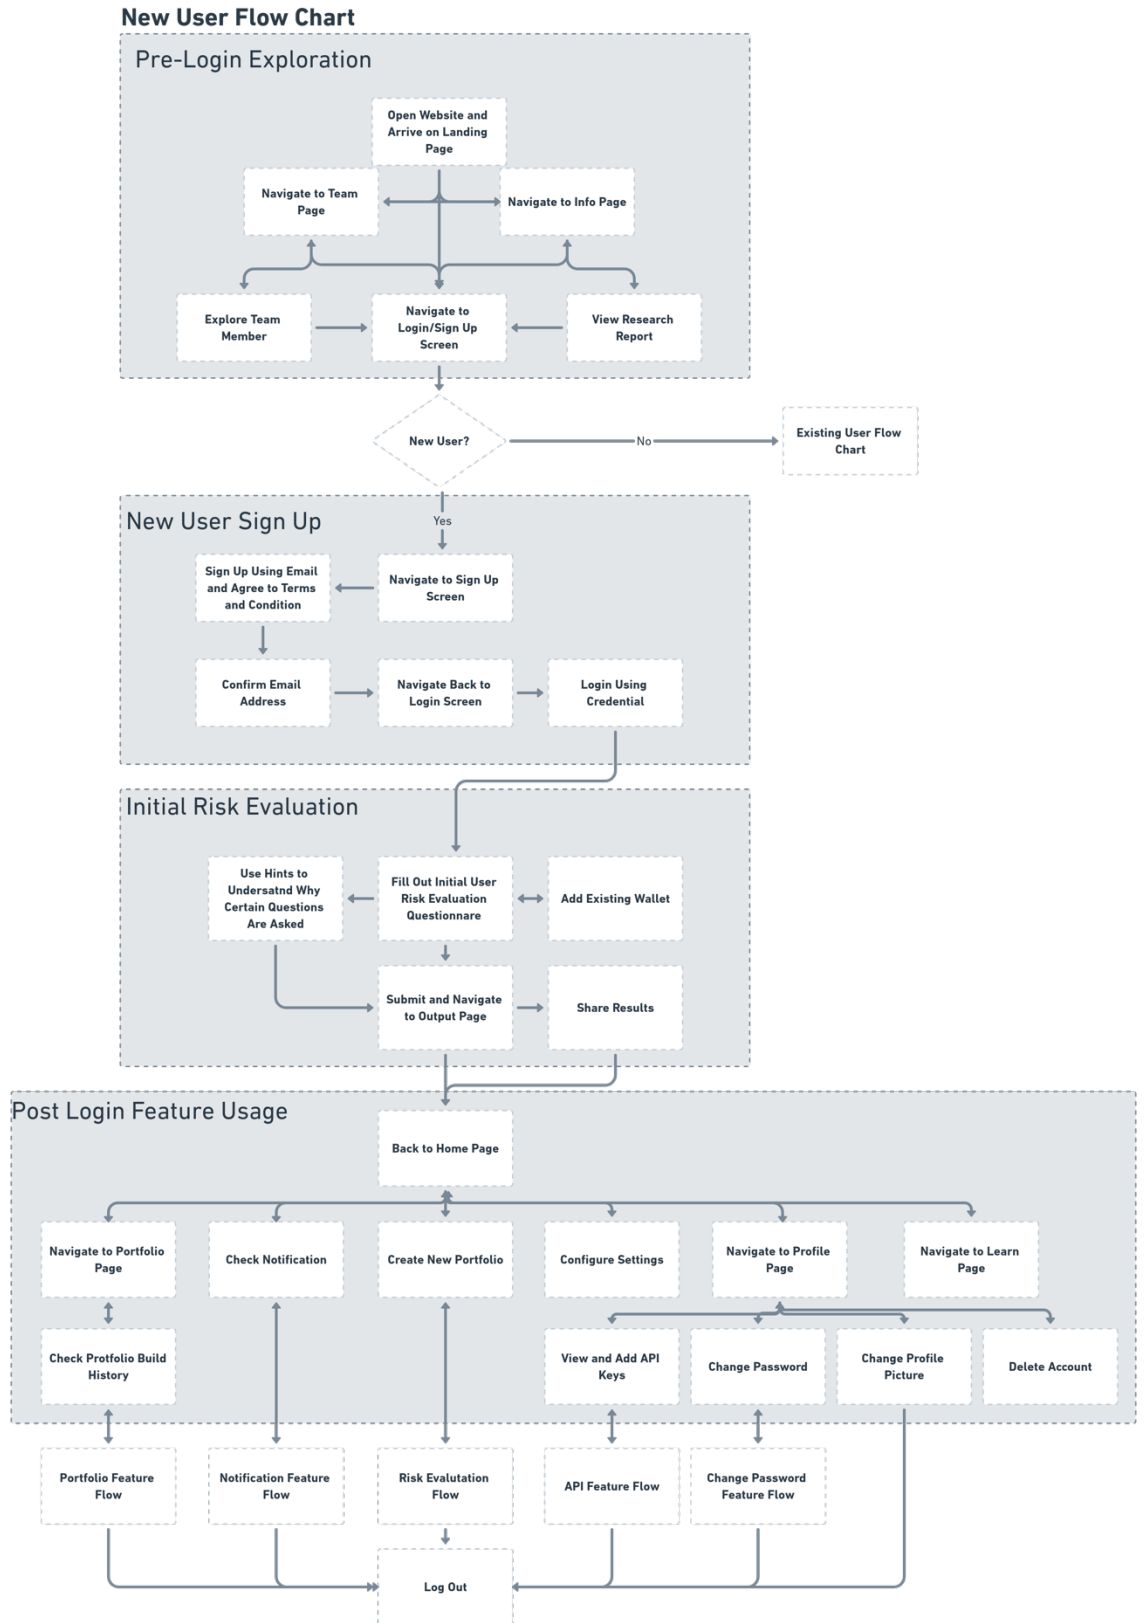 New User Flow Chart
Pre-Login Exploration
Open Website and
Arrive on Landing
Page
Navigate to Team
Page
Navigate to Info Page
Explore Team
Member
Navigate to
Login/Sign Up
Screen
View Research
Report
New User?
No
Existing User Flow
Chart
Yes
New User Sign Up
Sign Up Using Email
and Agree to Terms
and Condition
Navigate to Sign Up
Screen
Confirm Email
Address
Navigate Back to
Login Screen
Login Using
Credential
Initial Risk Evaluation
Use Hints to
Undersatnd Why
Certain Questions
Are Asked
Fill Out Initial User
Risk Evaluation
Questionnare
Add Existing Wallet
Submit and Navigate
to Output Page
Share Results
Post Login Feature Usage
Back to Home Page
Navigate to Portfolio
Page
Check Notification
Create New Portfolio
Configure Settings
Navigate to Profile
Page
Navigate to Learn
Page
Check Protfolio Build
History
View and Add API
Keys
Change Password
Change Profile
Picture
Delete Account
Portfolio Feature
Flow
Notification Feature
Flow
Risk Evalutation
Flow
API Feature Flow
Change Password
Feature Flow
Log Out